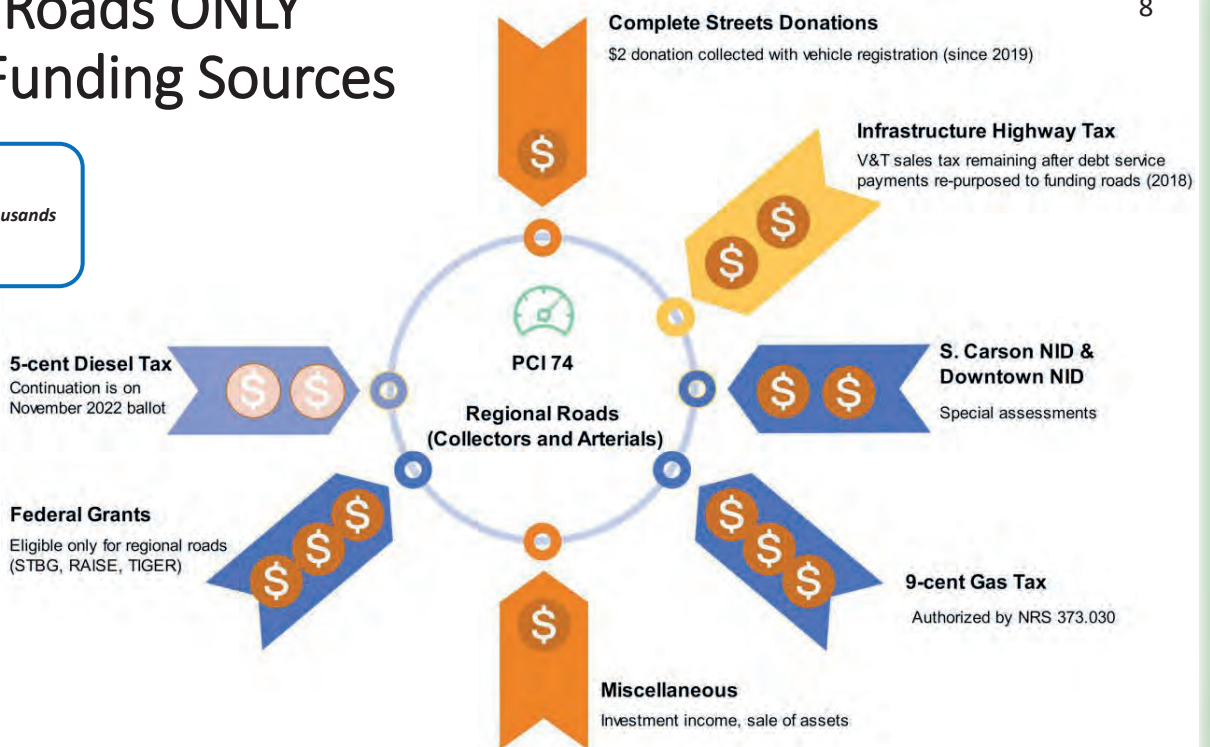 Roads ONLY
Funding Sources
8
ousands
Complete Streets Donations
$2 donation collected with vehicle registration (since 2019)
$
Infrastructure Highway Tax
V&T sales tax remaining after debt service
payments re-purposed to funding roads (2018)
$ $
5-cent Diesel Tax
Continuation is on
November 2022 ballot
$ $
PCI 74
Regional Roads
(Collectors and Arterials)
S. Carson NID &
Downtown NID
Special assessments
$ $
Federal Grants
Eligible only for regional roads
(STBG, RAISE, TIGER)
$ $ $
9-cent Gas Tax
Authorized by NRS 373.030
$ $ $
Miscellaneous
Investment income, sale of assets
$